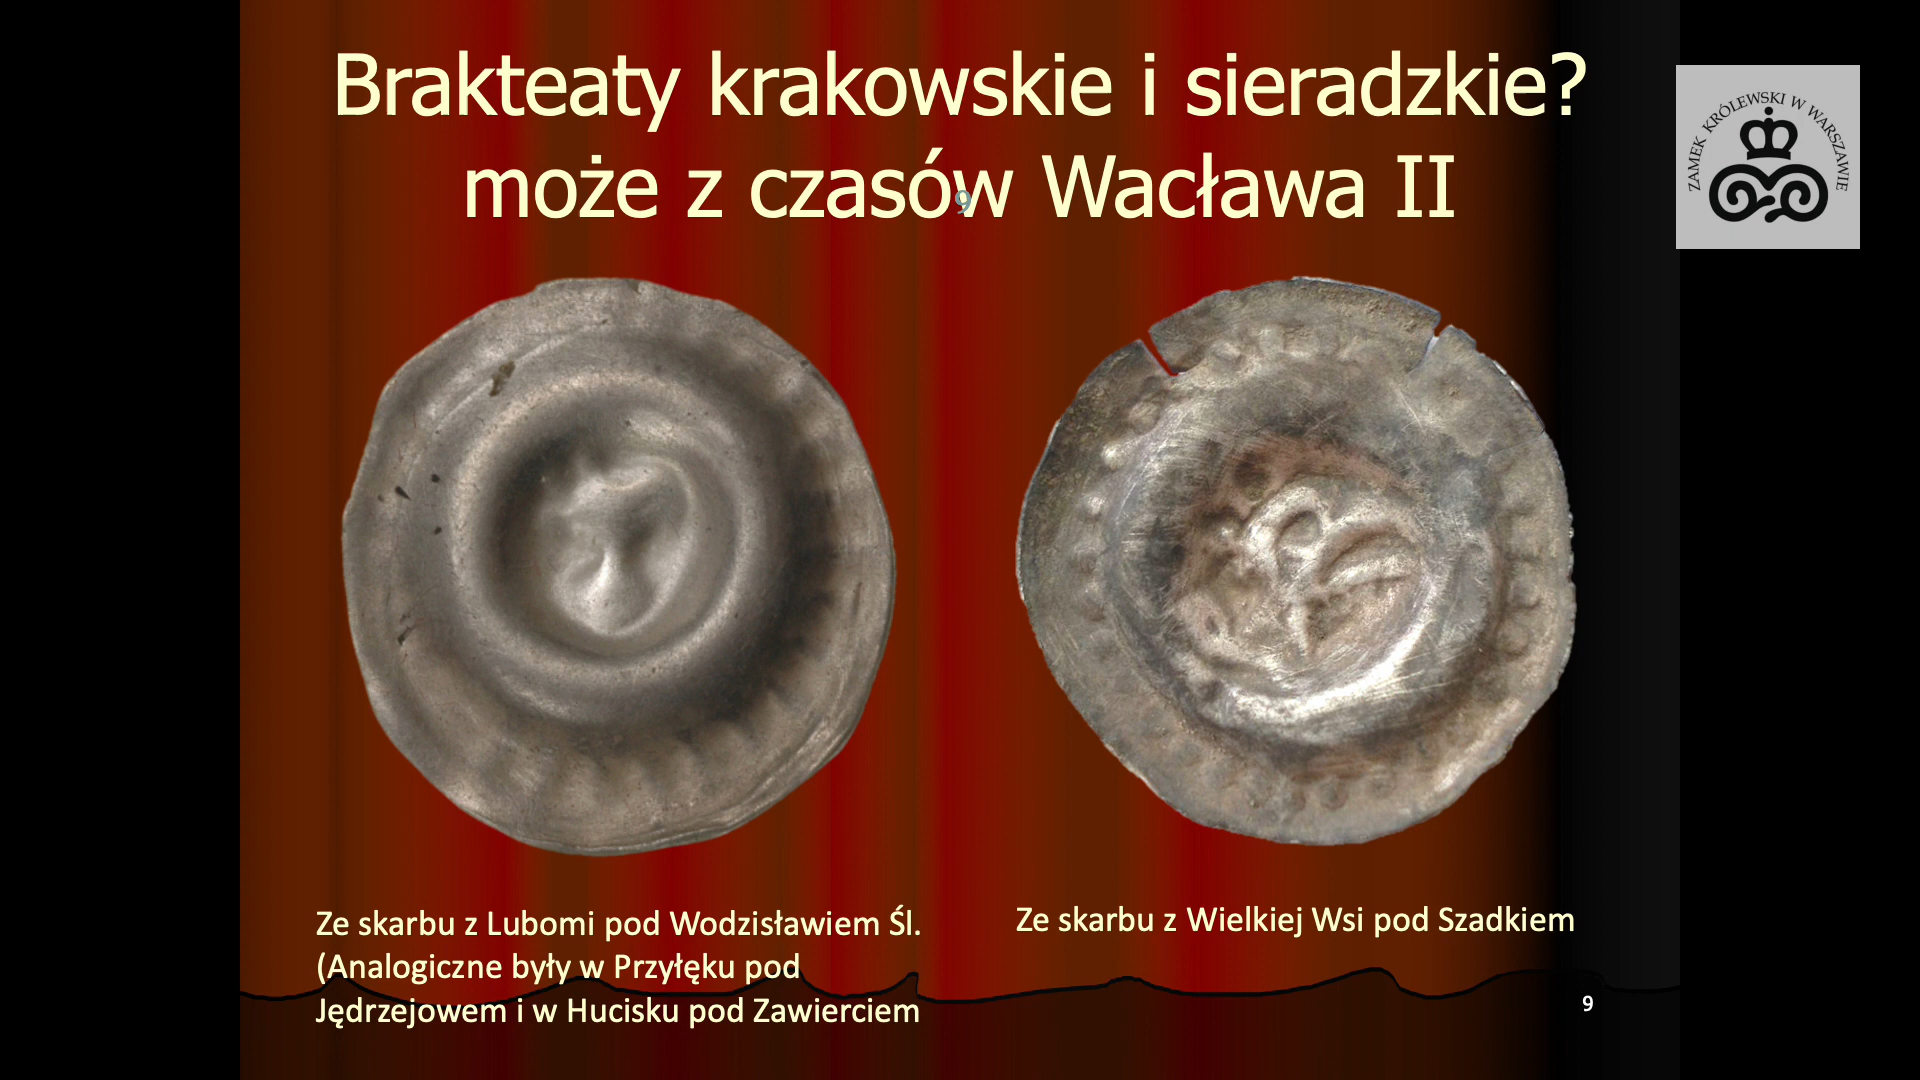 Brakteaty krakowskie i sieradzkie?
może z czasów Wacława II
9
ZAMEK KRÓLEWSKI W WARSZAWIE
Ze skarbu z Lubomi pod Wodzisławiem Śl.
(Analogiczne były w Przyłęku pod
Jędrzejowem i w Hucisku pod Zawierciem
Ze skarbu z Wielkiej Wsi pod Szadkiem
9